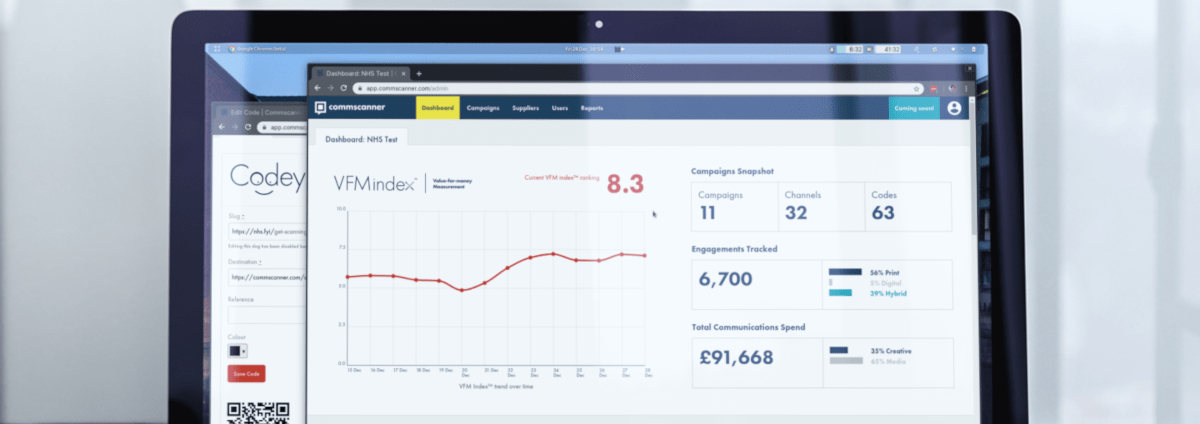 Google Chrome (beta)
Fri 28 Dec
6:32
41:32
Dashboard: NHS Test
app.commscanner.com/admin
Edit Code | Commscann
app.commsc
commscanner
Dashboard
Campaigns
Suppliers
Users
Reports
Coming soon!
Dashboard: NHS Test
Codey
Slug *
https://nhs.fyi/get-scanning
Editing this slug has been disabled
Destination *
https://commscanner.com/
Reference
Colour
Save Code
VFMindex™
Value-for-money
Measurement
Current VFM index™ ranking
8.3
10.0
7.5
5.0
2.5
0.0
15 Dec
16 Dec
17 Dec
18 Dec
19 Dec
20 Dec
21 Dec
22 Dec
23 Dec
24 Dec
25 Dec
26 Dec
27 Dec
28 Dec
VFM Index™ trend over time
Campaigns Snapshot
Campaigns
11
Channels
32
Codes
63
Engagements Tracked
6,700
56% Print
5% Digital
39% Hybrid
Total Communications Spend
£91,668
35% Creative
65% Media